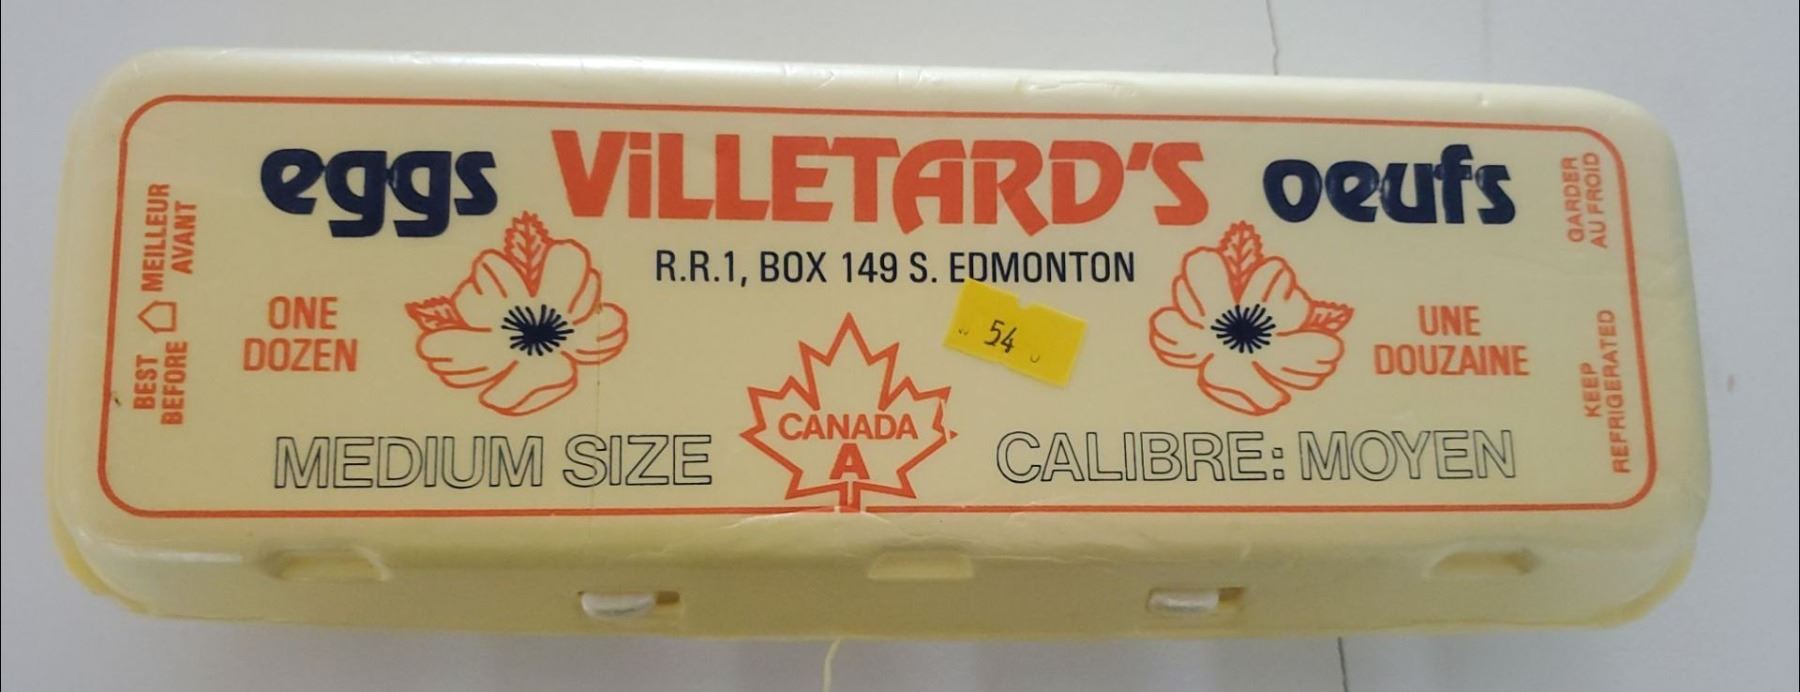 eggs VILLETARD'S oeufs
R.R.1, BOX 149 S. EDMONTON
BEST BEFORE MEILLEUR AVANT
ONE
DOZEN
54
UNE
DOUZAINE
GARDER
AU FROID
KEEP
REFRIGERATED
CANADA
A
MEDIUM SIZE
CALIBRE: MOYEN